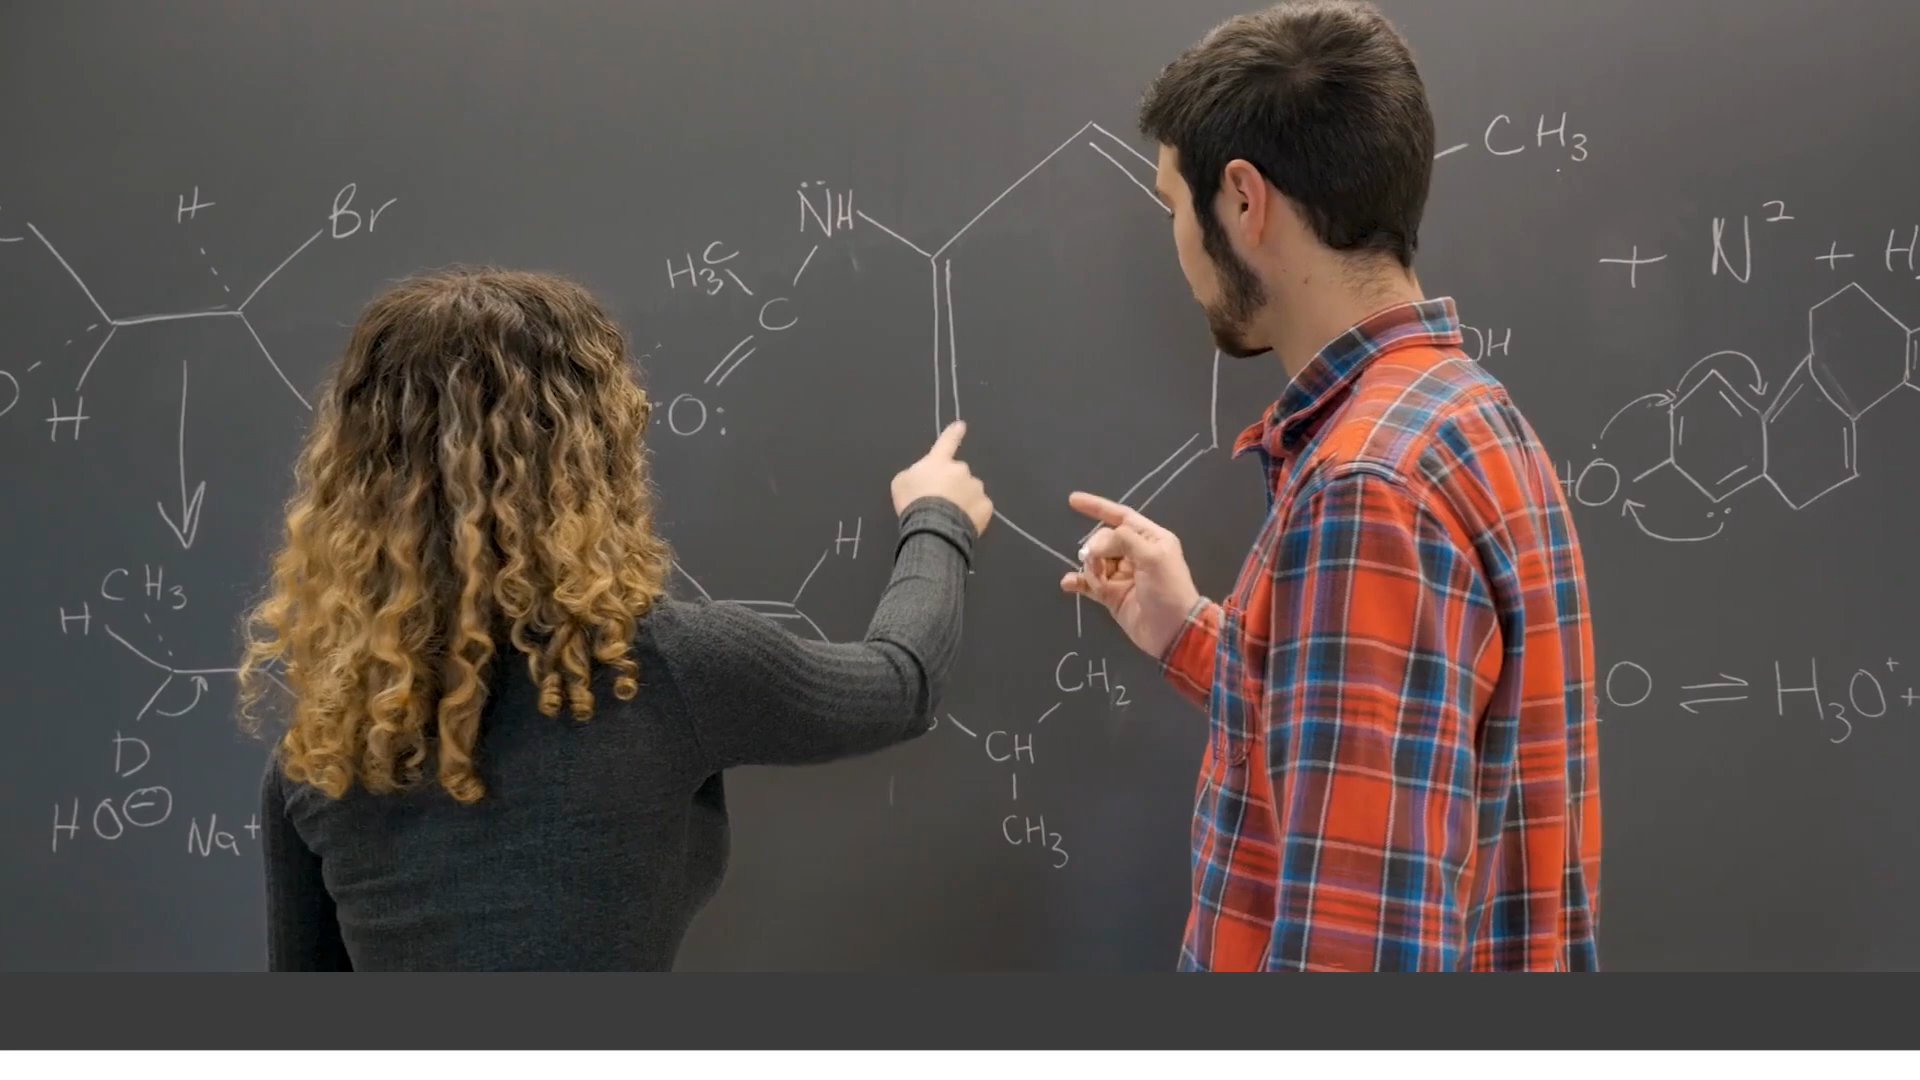 H
Br
H
CH3
H
D
HO⊖ Na+
N̈H
H3C
C
:O:
H
CH3
OH
CH2
CH
CH3
+ N2 + H
HO
O ⇌ H3O+ +